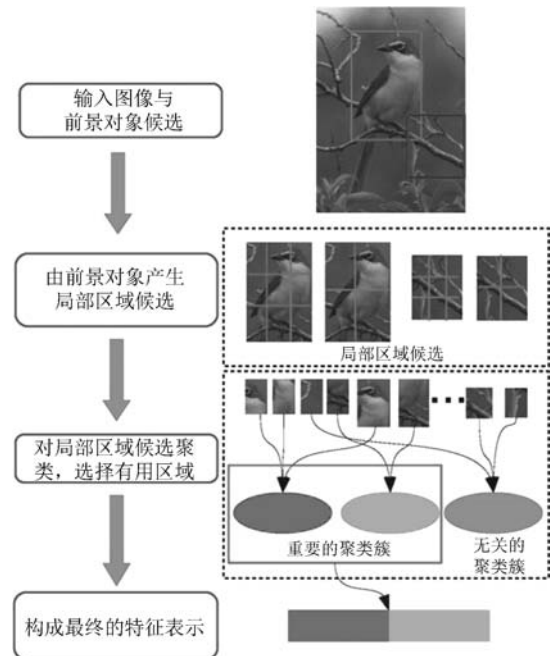 输入图像与
前景对象候选
由前景对象产生
局部区域候选
局部区域候选
对局部区域候选聚
类，选择有用区域
重要的聚类簇
无关的
聚类簇
构成最终的特征表示